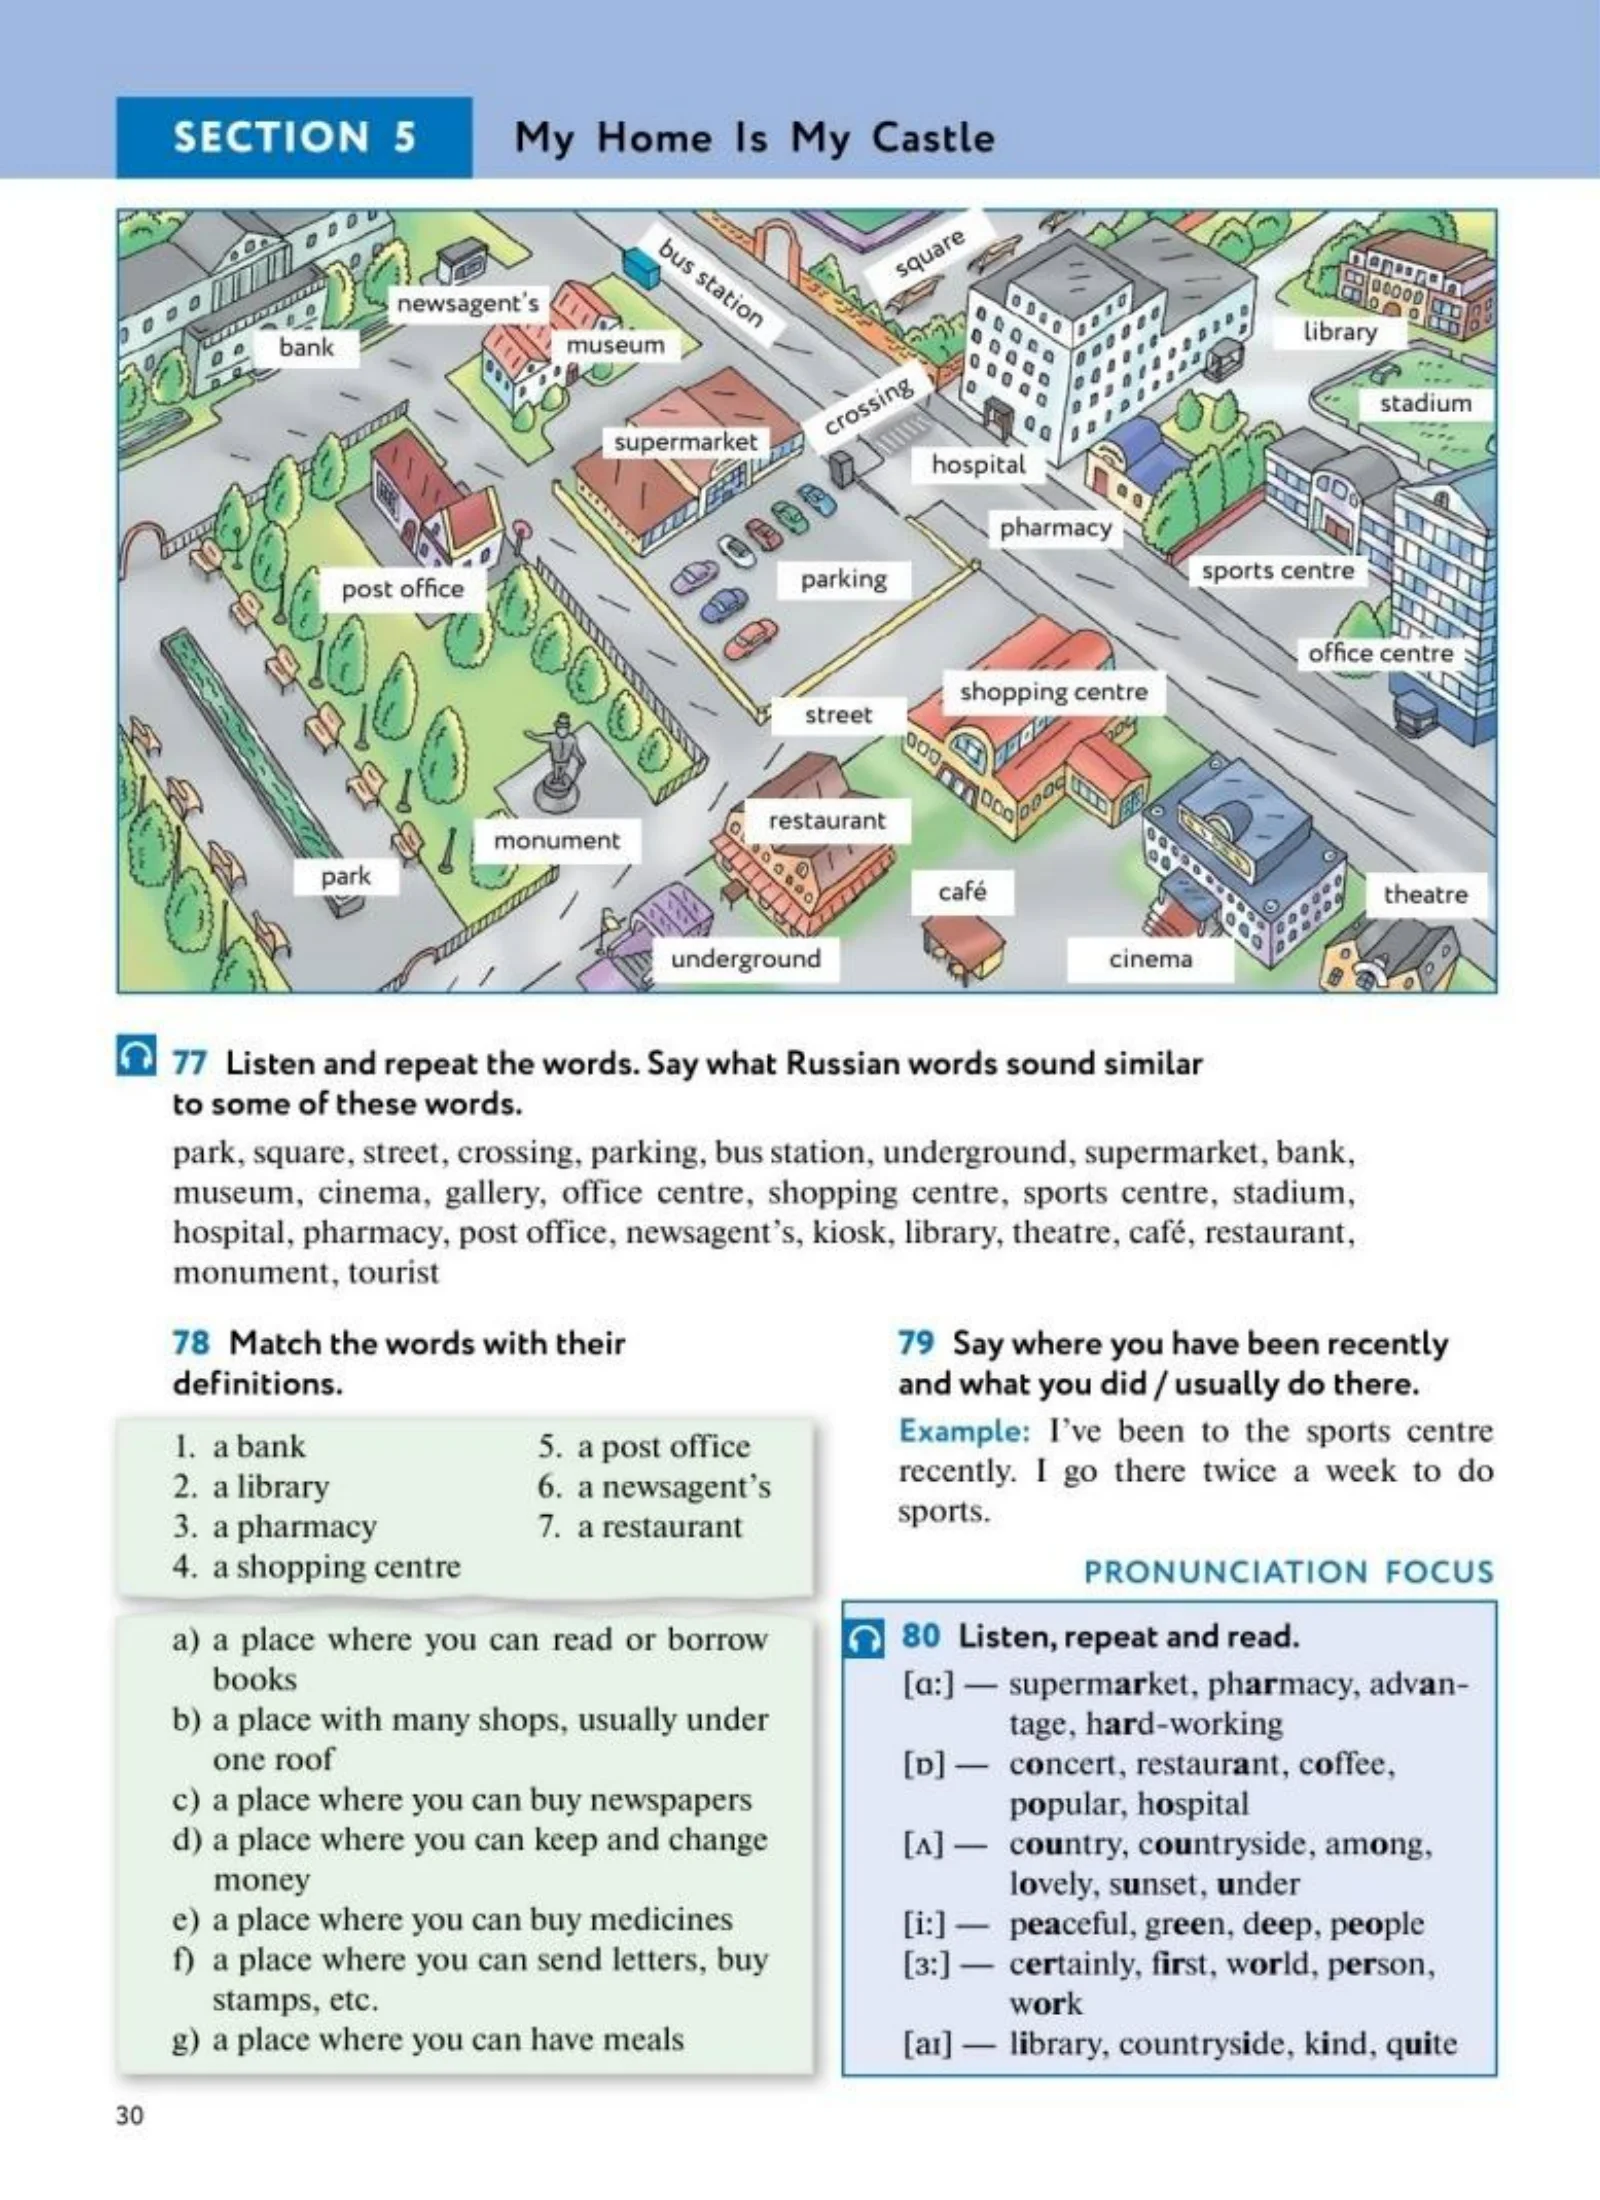 SECTION 5
My Home Is My Castle
square
bus station
newsagent's
library
bank
museum
stadium
crossing
supermarket
hospital
pharmacy
sports centre
parking
post office
office centre
shopping centre
street
restaurant
monument
park
café
theatre
underground
cinema
77 Listen and repeat the words. Say what Russian words sound similar
to some of these words.
park, square, street, crossing, parking, bus station, underground, supermarket, bank,
museum, cinema, gallery, office centre, shopping centre, sports centre, stadium,
hospital, pharmacy, post office, newsagent's, kiosk, library, theatre, café, restaurant,
monument, tourist
78 Match the words with their
definitions.
1. a bank
2. a library
3. a pharmacy
4. a shopping centre
5. a post office
6. a newsagent's
7. a restaurant
a) a place where you can read or borrow
books
b) a place with many shops, usually under
one roof
c) a place where you can buy newspapers
d) a place where you can keep and change
money
e) a place where you can buy medicines
f) a place where you can send letters, buy
stamps, etc.
g) a place where you can have meals
79 Say where you have been recently
and what you did / usually do there.
Example: I've been to the sports centre
recently. I go there twice a week to do
sports.
PRONUNCIATION FOCUS
80 Listen, repeat and read.
[ɑ:] — supermarket, pharmacy, advan-
tage, hard-working
[ɒ] — concert, restaurant, coffee,
popular, hospital
[ʌ] — country, countryside, among,
lovely, sunset, under
[i:] — peaceful, green, deep, people
[ɜ:] — certainly, first, world, person,
work
[aɪ] — library, countryside, kind, quite
30